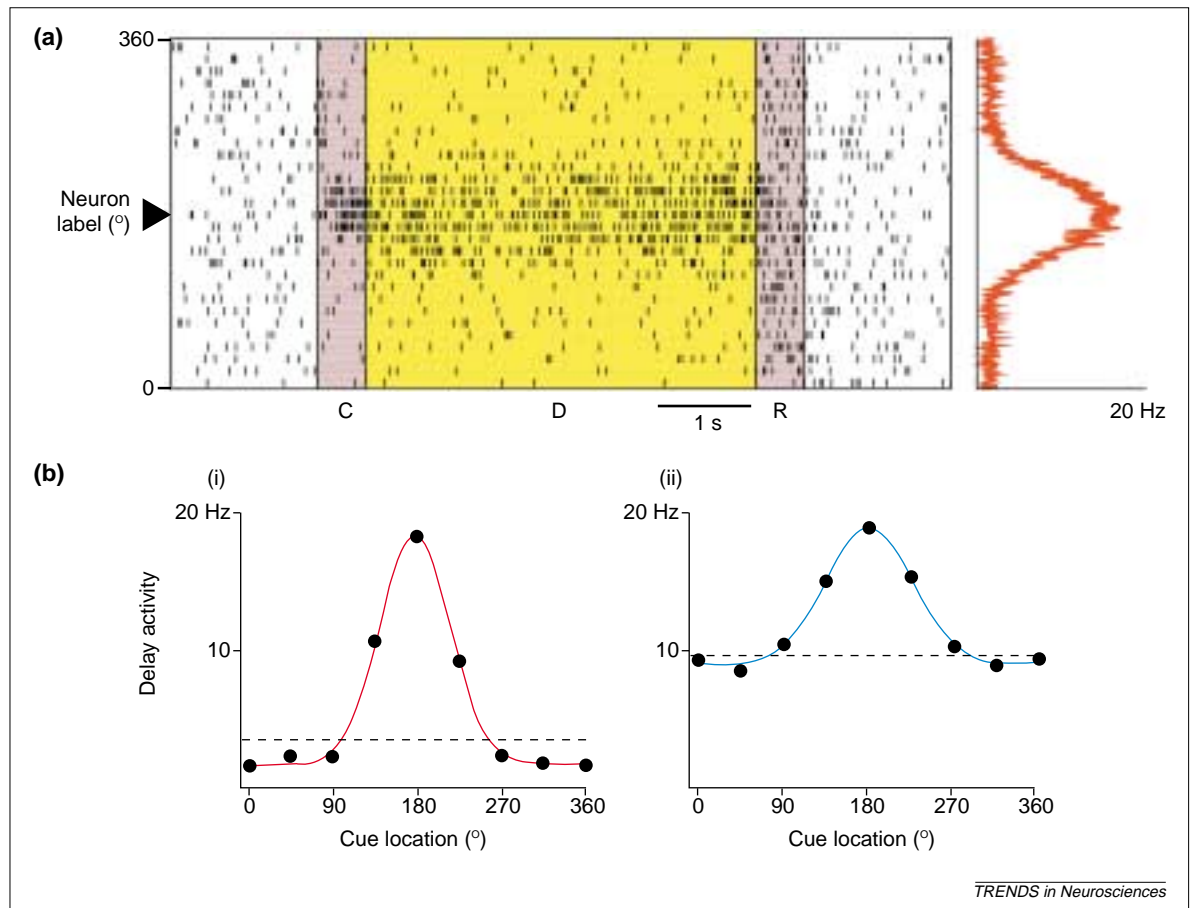 (a)
360
Neuron
label (°)
0
C D R
1 s
20 Hz
(b)
(i) (ii)
20 Hz 20 Hz
Delay activity
10 10
0 90 180 270 360 0 90 180 270 360
Cue location (°) Cue location (°)
TRENDS in Neurosciences